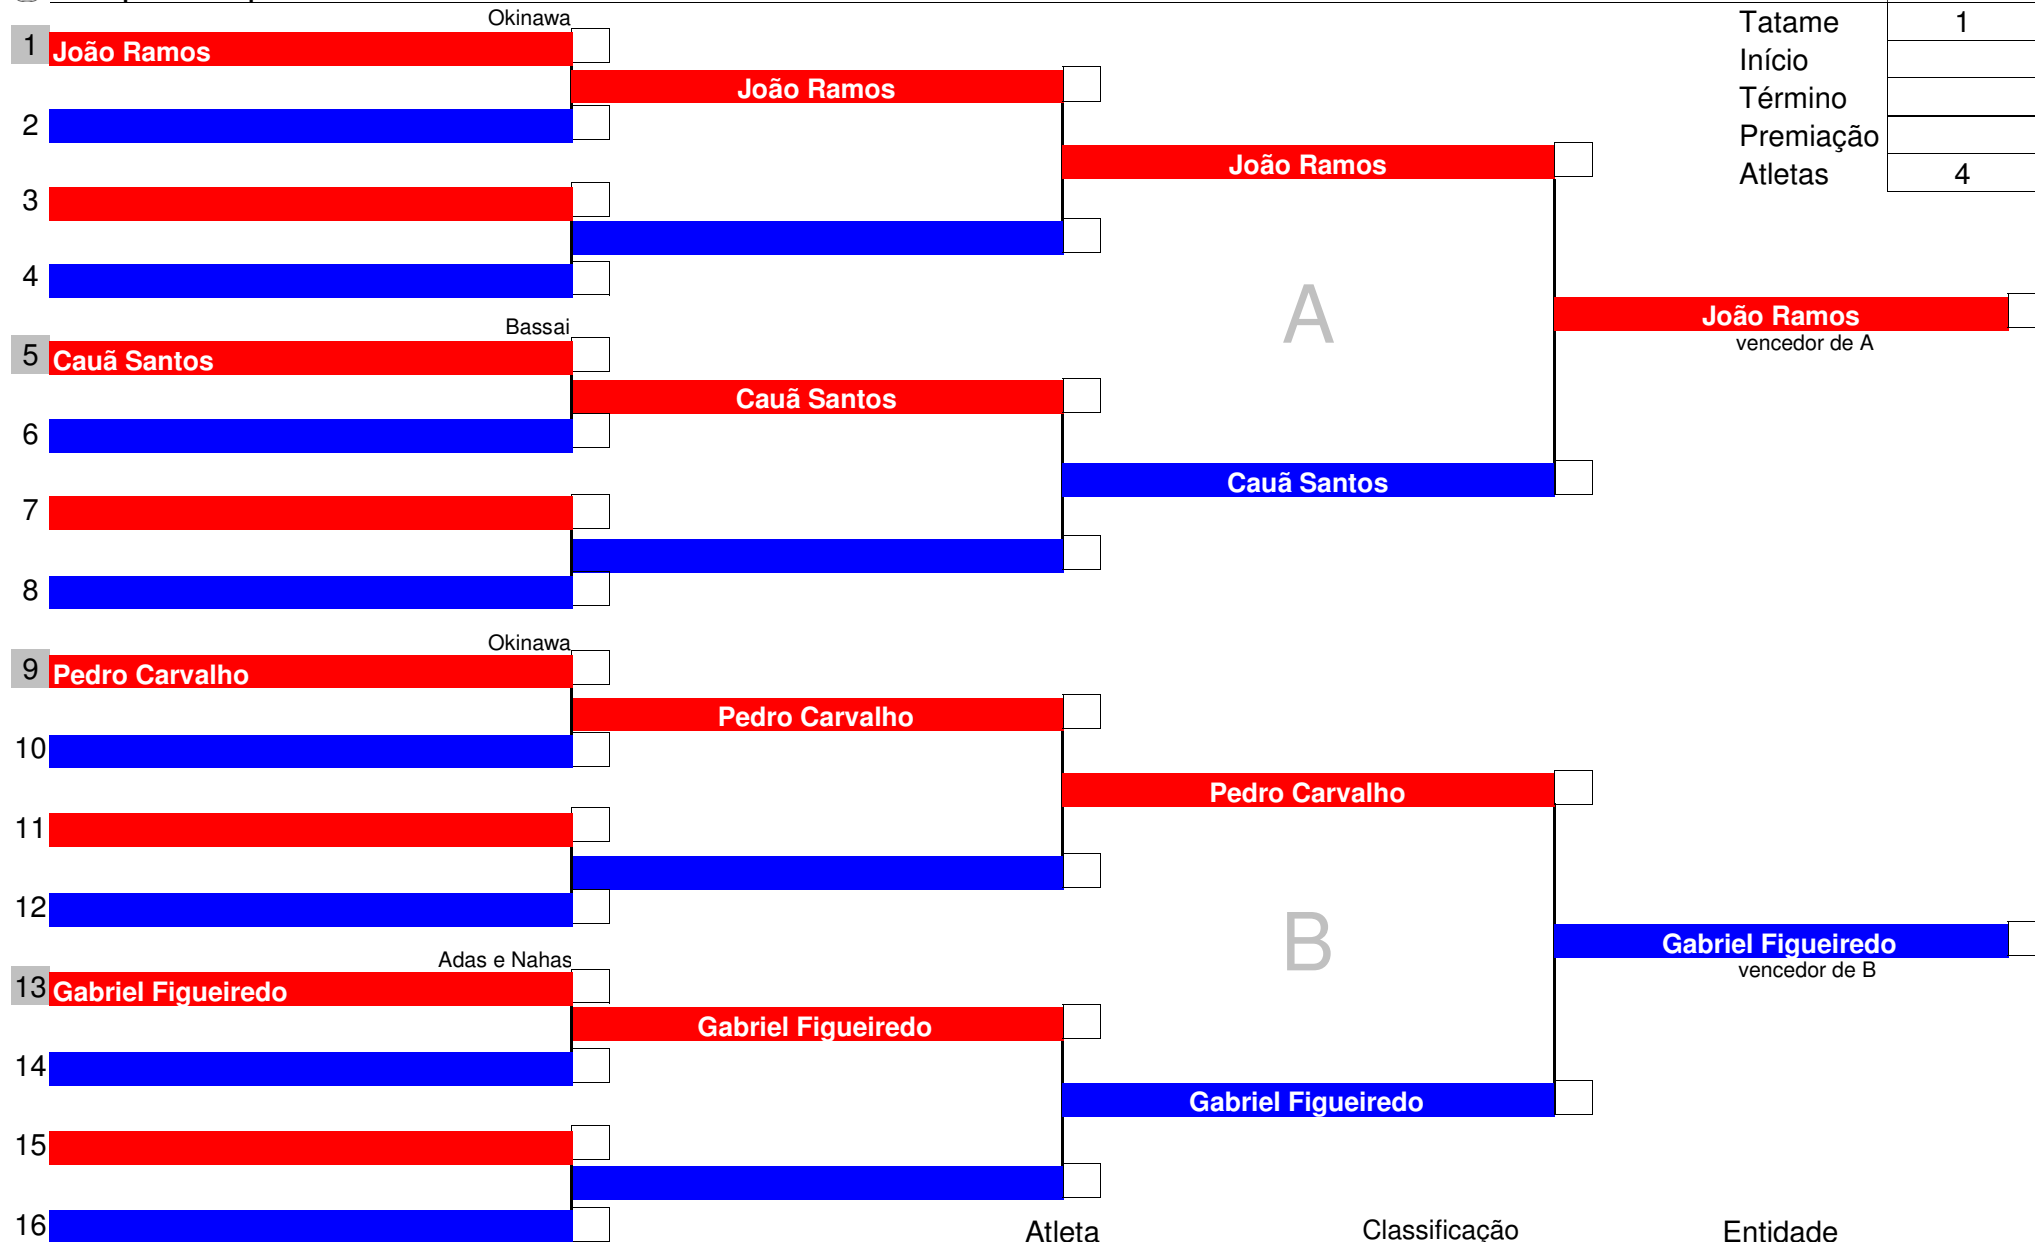 Okinawa
Tatame 1
1 João Ramos
Início
João Ramos
Término
2
Premiação
João Ramos
Atletas 4
3
4
A
João Ramos
Bassai
vencedor de A
5 Cauã Santos
Cauã Santos
6
Cauã Santos
7
8
Okinawa
9 Pedro Carvalho
Pedro Carvalho
10
Pedro Carvalho
11
12
B
Gabriel Figueiredo
Adas e Nahas
vencedor de B
13 Gabriel Figueiredo
Gabriel Figueiredo
14
Gabriel Figueiredo
15
16
Atleta Classificação Entidade